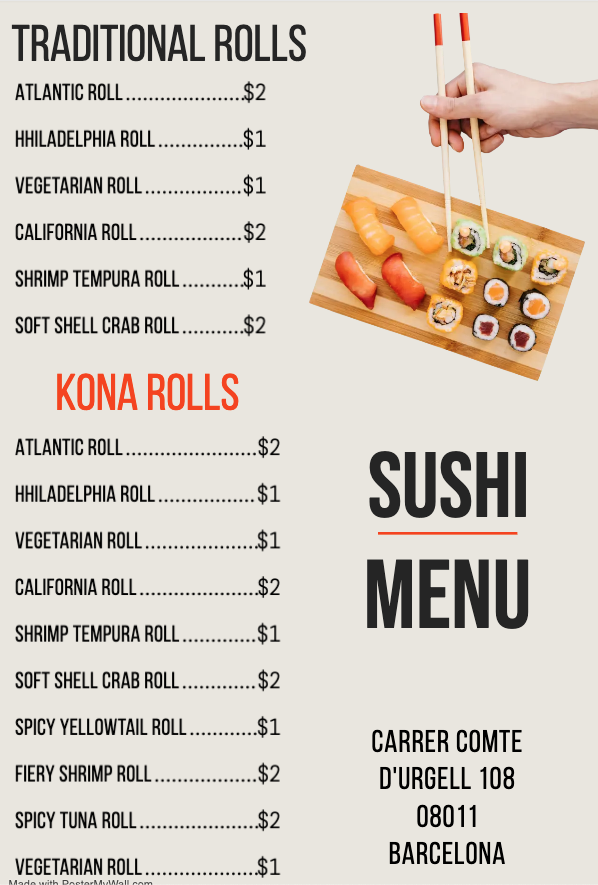 TRADITIONAL ROLLS
ATLANTIC ROLL......................$2
HHILADELPHIA ROLL...............$1
VEGETARIAN ROLL..................$1
CALIFORNIA ROLL...................$2
SHRIMP TEMPURA ROLL...........$1
SOFT SHELL CRAB ROLL...........$2
KONA ROLLS
ATLANTIC ROLL........................$2
HHILADELPHIA ROLL..................$1
VEGETARIAN ROLL....................$1
CALIFORNIA ROLL.....................$2
SHRIMP TEMPURA ROLL.............$1
SOFT SHELL CRAB ROLL.............$2
SPICY YELLOWTAIL ROLL............$1
FIERY SHRIMP ROLL..................$2
SPICY TUNA ROLL.....................$2
VEGETARIAN ROLL....................$1
SUSHI
MENU
CARRER COMTE
D'URGELL 108
08011
BARCELONA
Made with PosterMyWall.com